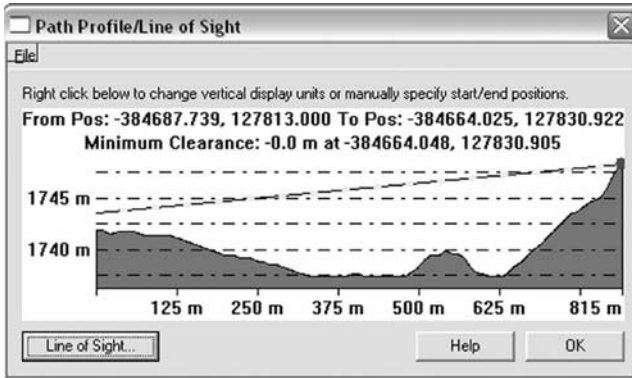 Path Profile/Line of Sight
File
Right click below to change vertical display units or manually specify start/end positions.
From Pos: -384687.739, 127813.000 To Pos: -384664.025, 127830.922
Minimum Clearance: -0.0 m at -384664.048, 127830.905
1745 m
1740 m
125 m 250 m 375 m 500 m 625 m 815 m
Line of Sight... Help OK